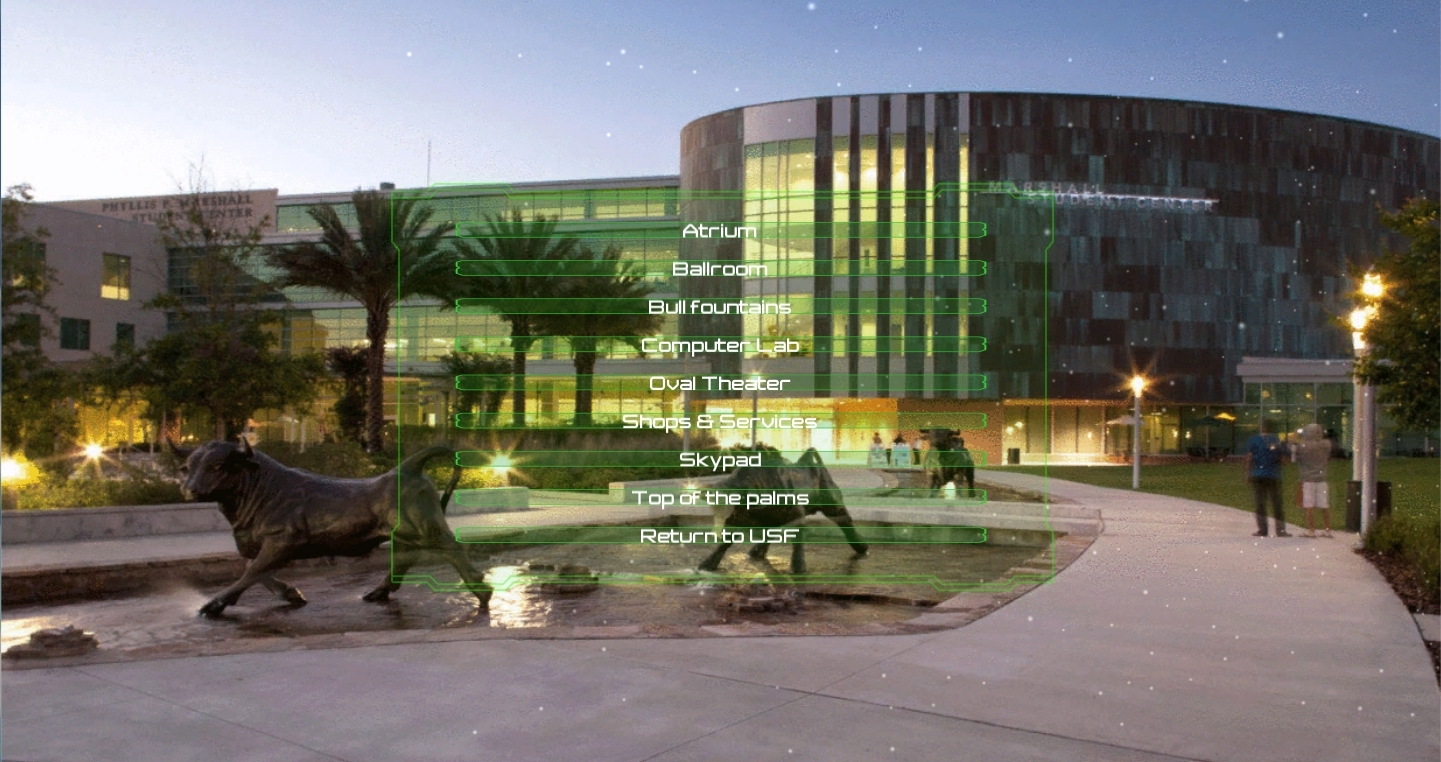 PHYLLIS P. MARSHALL
STUDENT CENTER
MARSHALL
STUDENT CENTER
Atrium
Ballroom
Bull fountains
Computer Lab
Oval Theater
Shops & Services
Skypad
Top of the palms
Return to USF